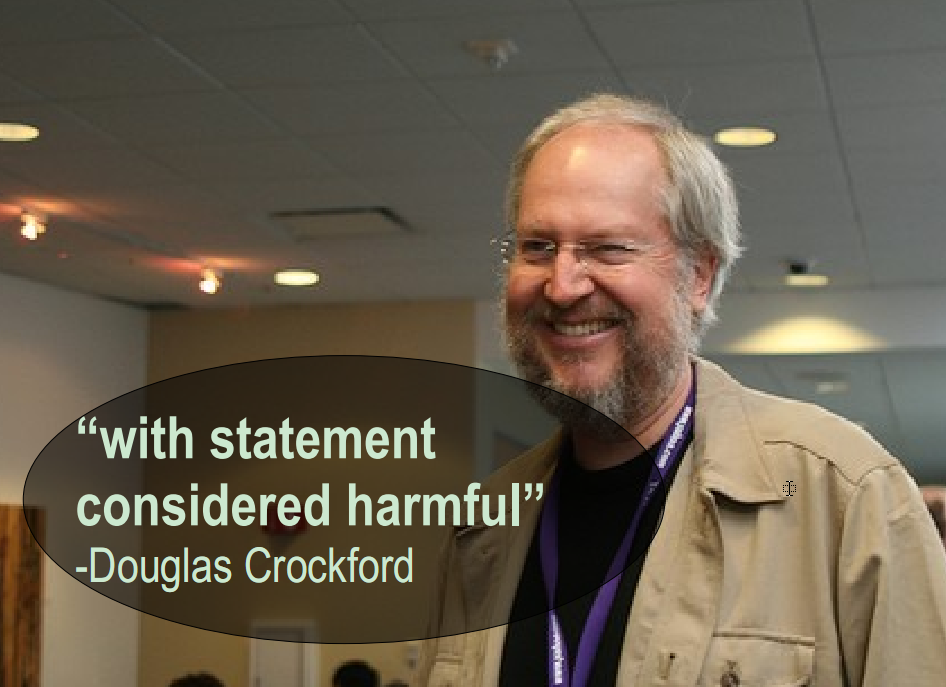 “with statement
considered harmful”
-Douglas Crockford